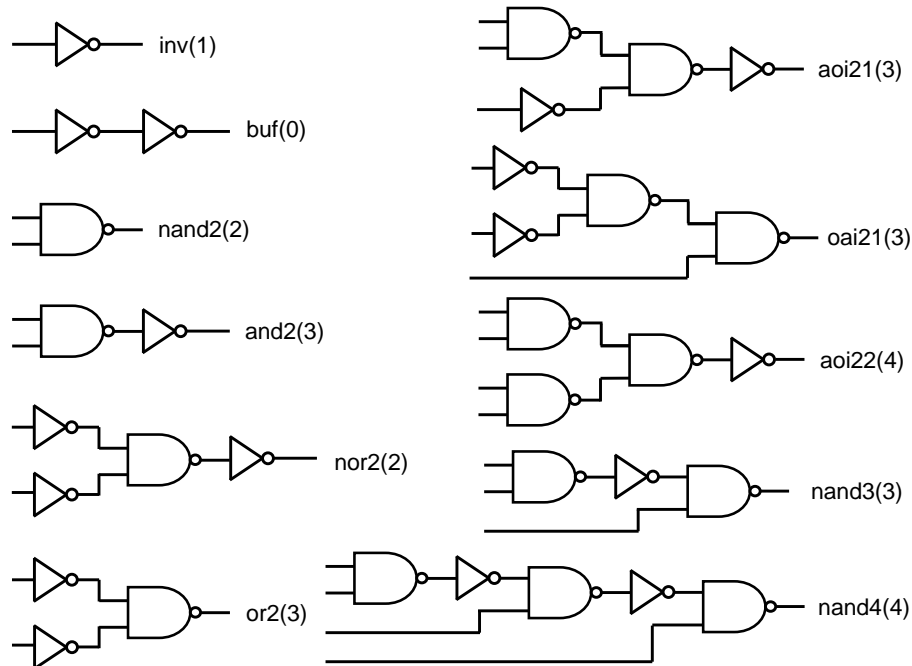 inv(1)
buf(0)
nand2(2)
and2(3)
nor2(2)
or2(3)
aoi21(3)
oai21(3)
aoi22(4)
nand3(3)
nand4(4)